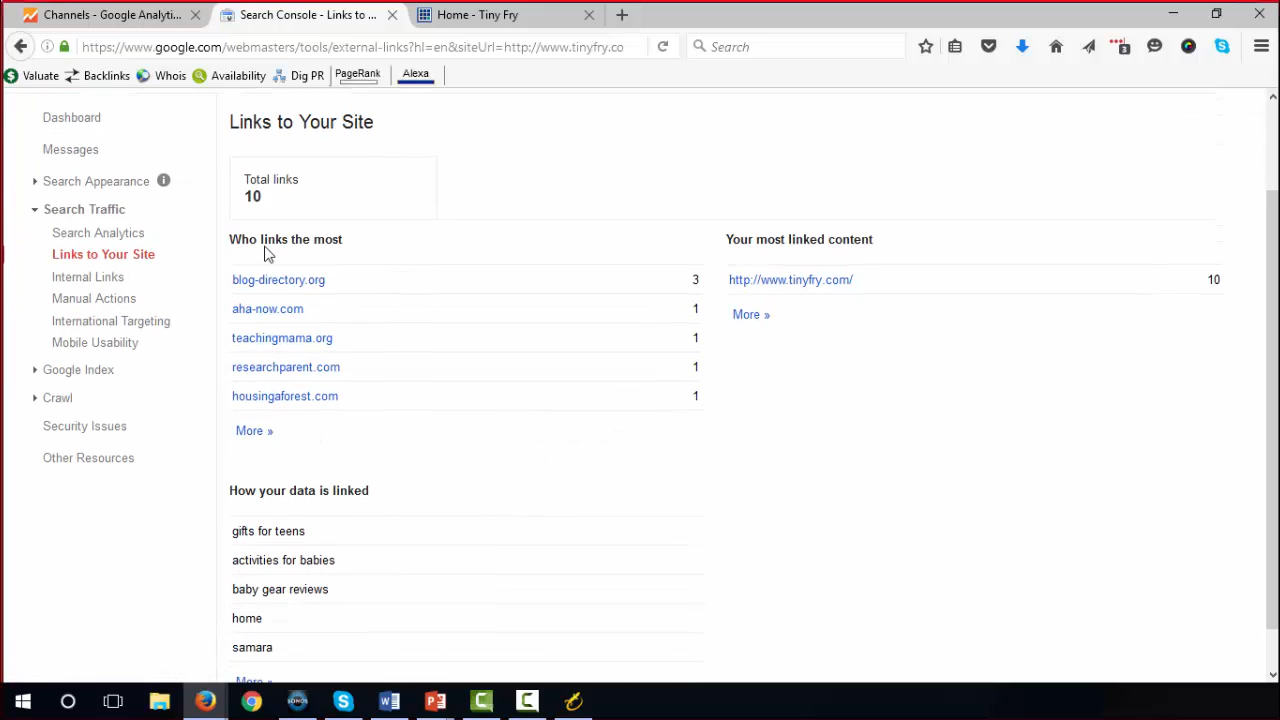 Channels - Google Analyti...
Search Console - Links to ...
Home - Tiny Fry
https://www.google.com/webmasters/tools/external-links?hl=en&siteUrl=http://www.tinyfry.co
Search
3
Valuate
Backlinks
Whois
Availability
Dig PR
PageRank
Alexa
Dashboard
Messages
Search Appearance
Search Traffic
Search Analytics
Links to Your Site
Internal Links
Manual Actions
International Targeting
Mobile Usability
Google Index
Crawl
Security Issues
Other Resources
Links to Your Site
Total links
10
Who links the most
blog-directory.org 3
aha-now.com 1
teachingmama.org 1
researchparent.com 1
housingaforest.com 1
More »
Your most linked content
http://www.tinyfry.com/ 10
More »
How your data is linked
gifts for teens
activities for babies
baby gear reviews
home
samara
More »
SONOS